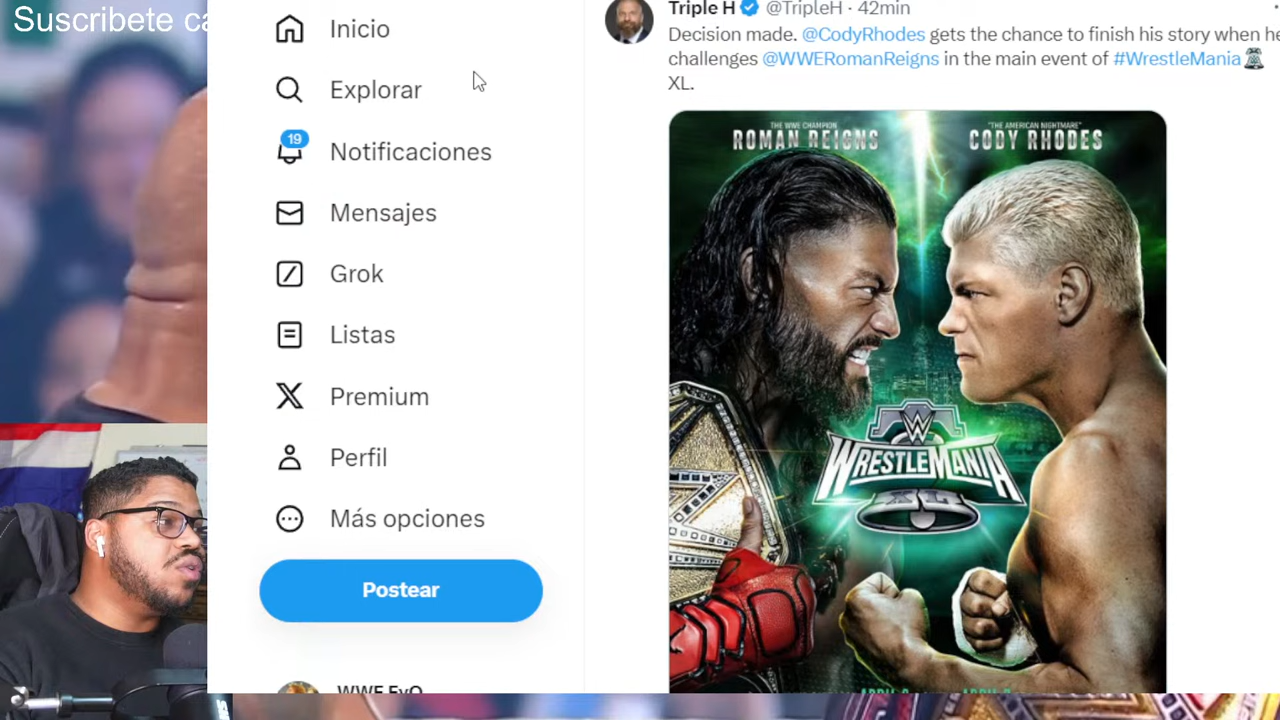 Suscribete
Inicio
Explorar
19
Notificaciones
Mensajes
Grok
Listas
Premium
Perfil
Más opciones
Postear
WWE EvO
Triple H @TripleH · 42min
Decision made. @CodyRhodes gets the chance to finish his story when he
challenges @WWERomanReigns in the main event of #WrestleMania
XL.
THE WWE CHAMPION
ROMAN REIGNS
"THE AMERICAN NIGHTMARE"
CODY RHODES
W
WRESTLEMANIA
XL